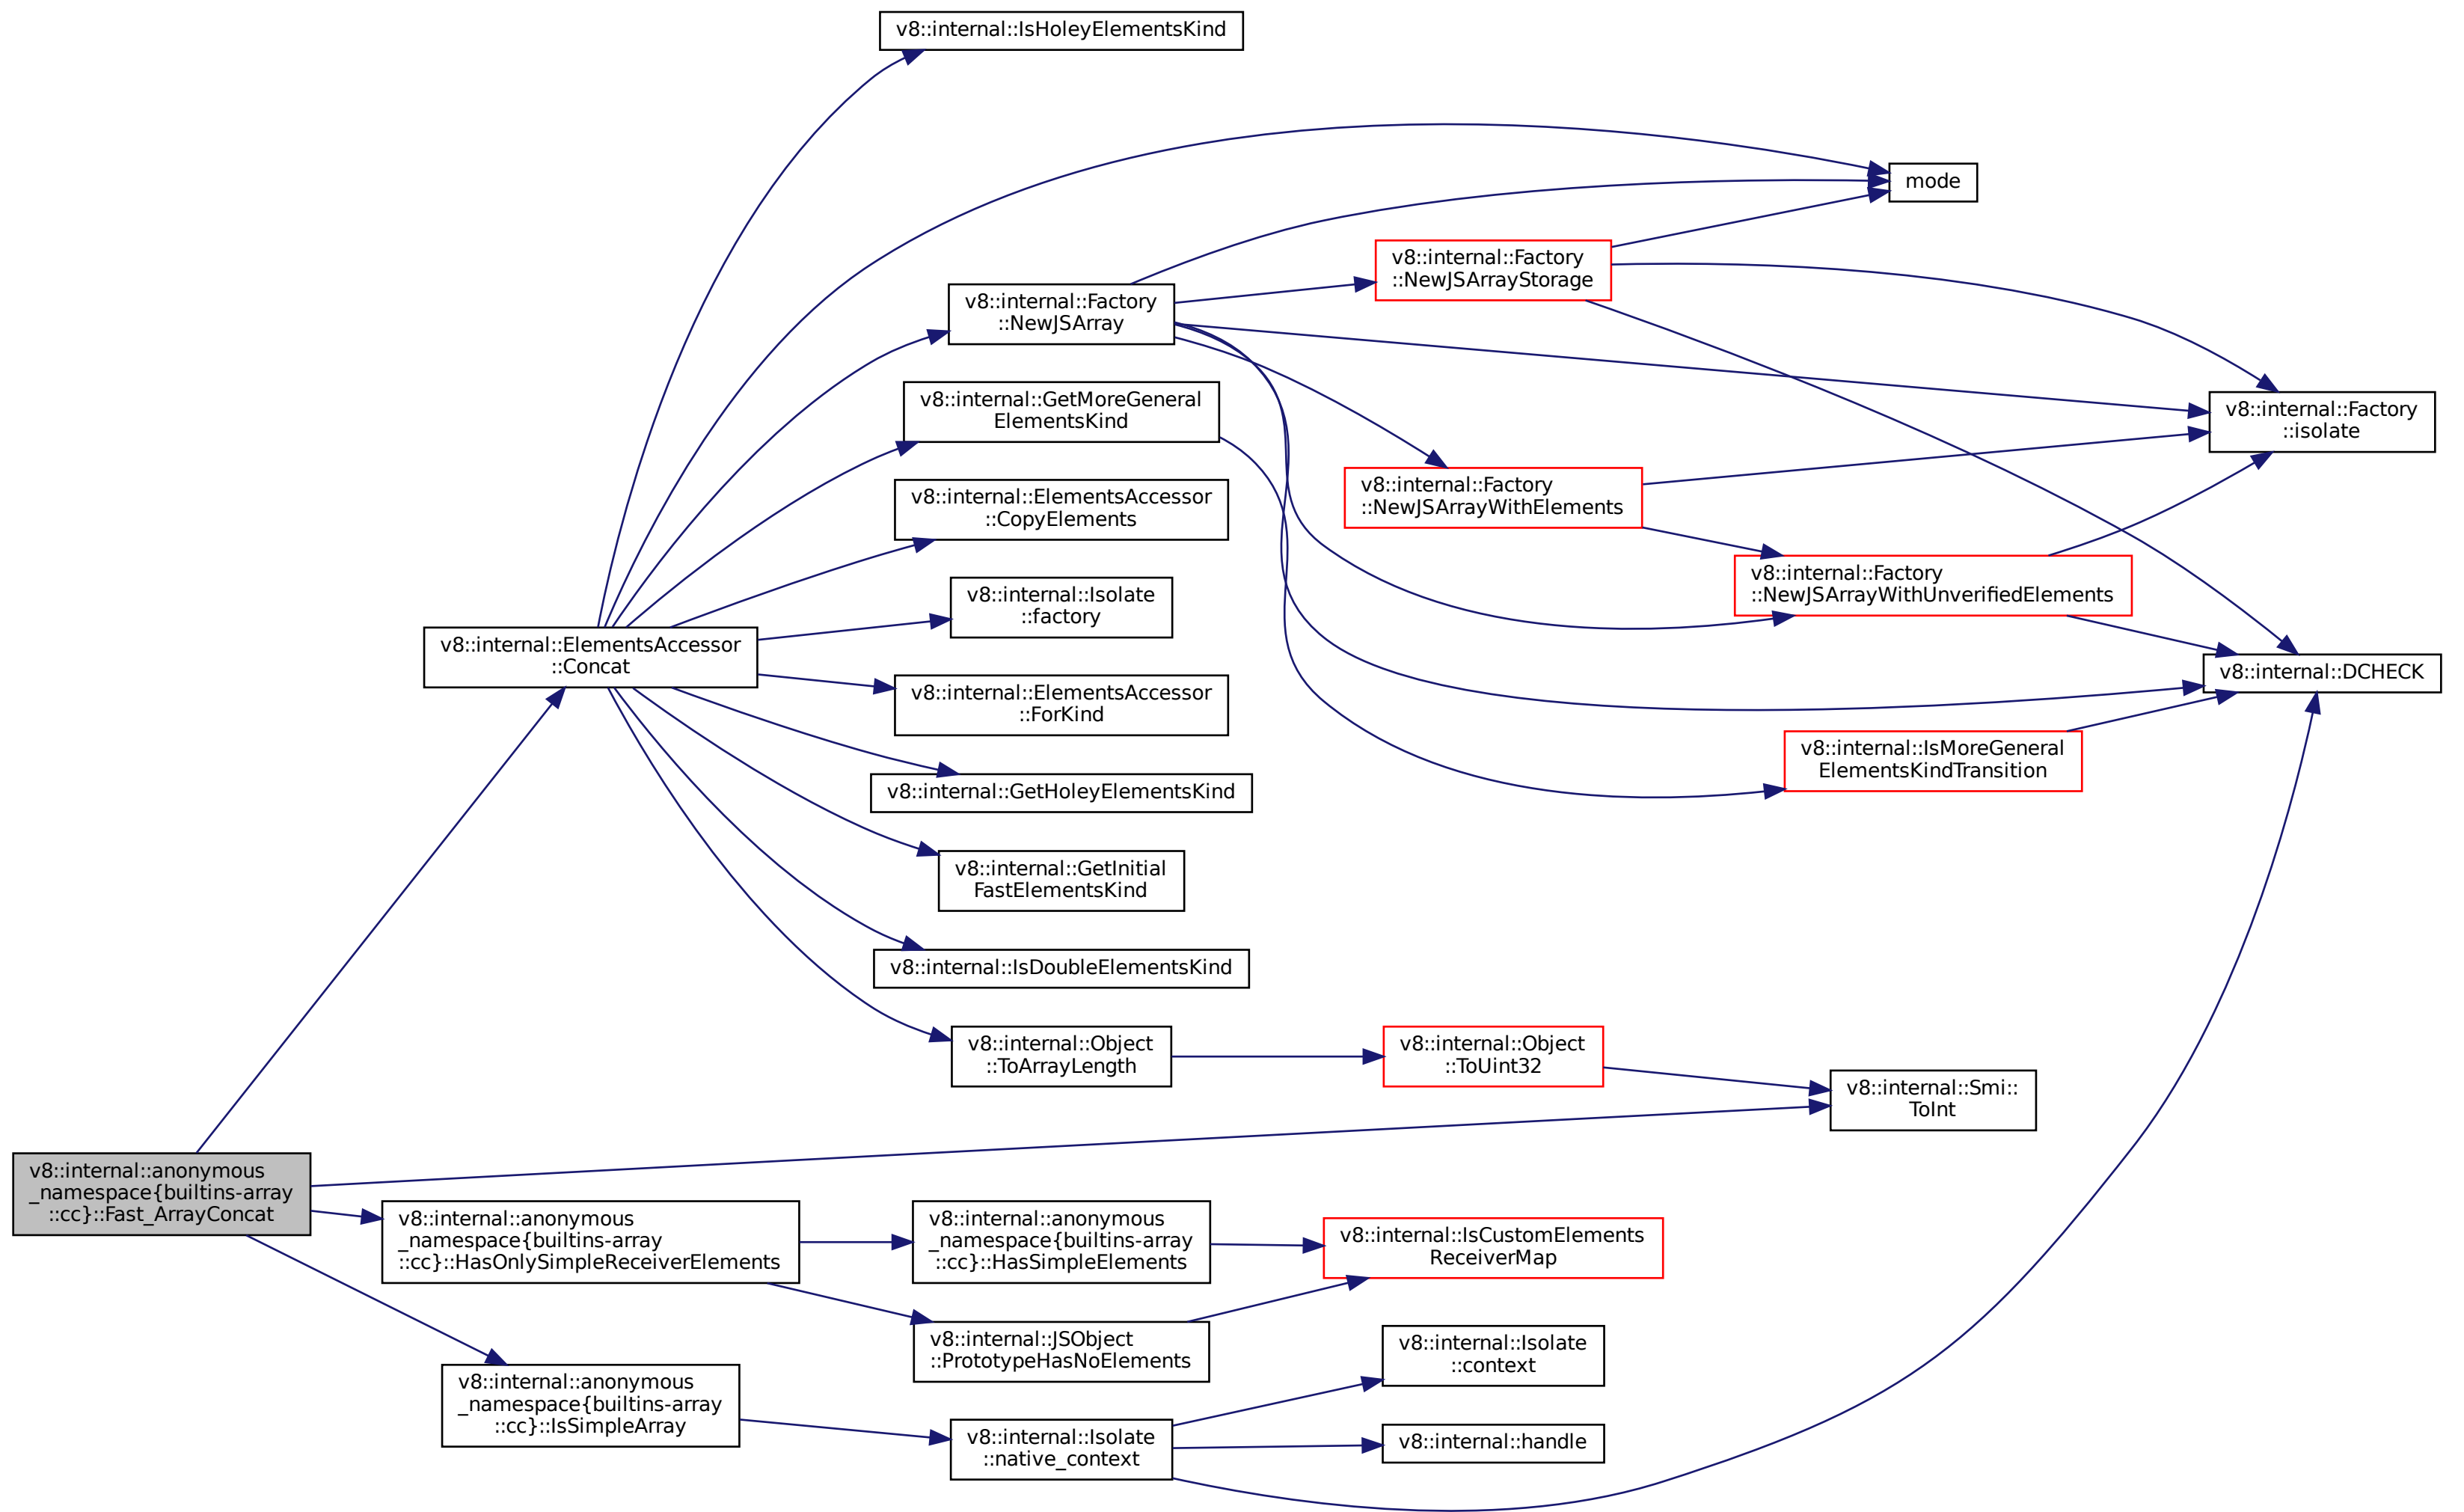 v8::internal::IsHoleyElementsKind
mode
v8::internal::Factory
::NewJSArrayStorage
v8::internal::Factory
::NewJSArray
v8::internal::GetMoreGeneral
ElementsKind
v8::internal::Factory
::isolate
v8::internal::ElementsAccessor
::CopyElements
v8::internal::Factory
::NewJSArrayWithElements
v8::internal::Factory
::NewJSArrayWithUnverifiedElements
v8::internal::Isolate
::factory
v8::internal::ElementsAccessor
::Concat
v8::internal::DCHECK
v8::internal::ElementsAccessor
::ForKind
v8::internal::IsMoreGeneral
ElementsKindTransition
v8::internal::GetHoleyElementsKind
v8::internal::GetInitial
FastElementsKind
v8::internal::IsDoubleElementsKind
v8::internal::Object
::ToArrayLength
v8::internal::Object
::ToUint32
v8::internal::Smi::
ToInt
v8::internal::anonymous
_namespace{builtins-array
::cc}::Fast_ArrayConcat
v8::internal::anonymous
_namespace{builtins-array
::cc}::HasOnlySimpleReceiverElements
v8::internal::anonymous
_namespace{builtins-array
::cc}::HasSimpleElements
v8::internal::IsCustomElements
ReceiverMap
v8::internal::JSObject
::PrototypeHasNoElements
v8::internal::Isolate
::context
v8::internal::anonymous
_namespace{builtins-array
::cc}::IsSimpleArray
v8::internal::Isolate
::native_context
v8::internal::handle